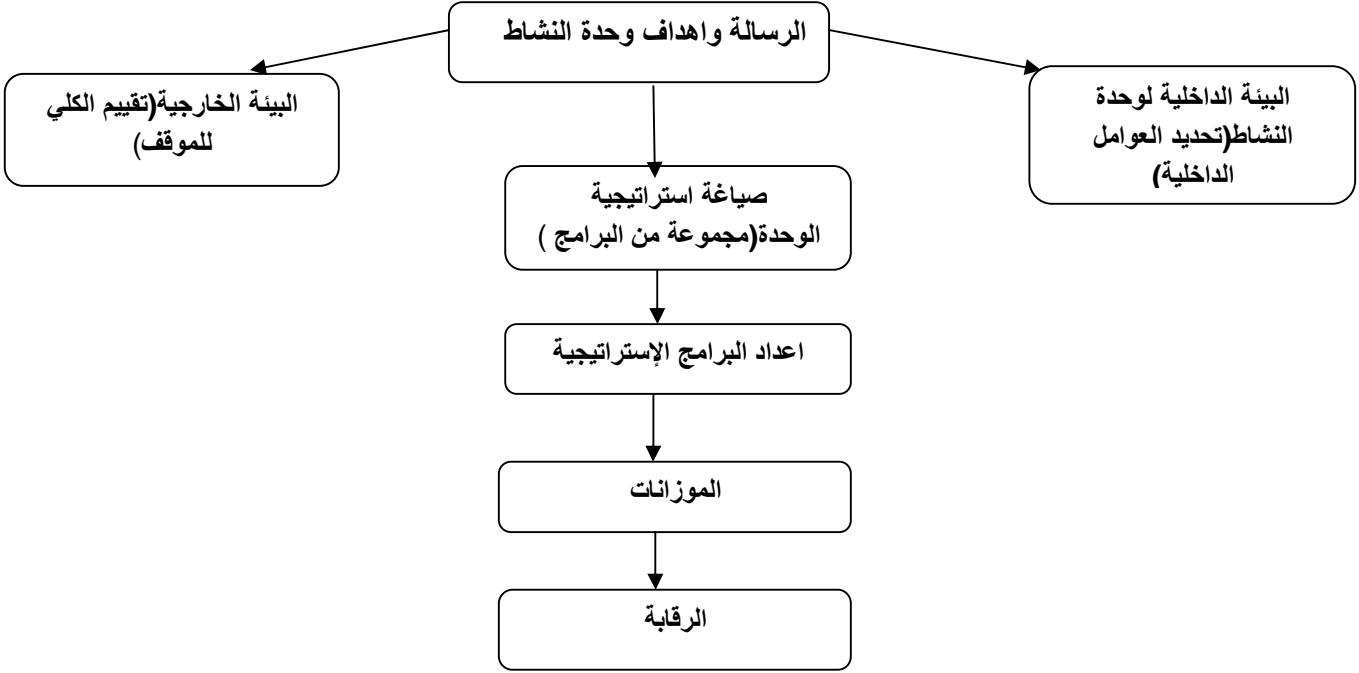 الرسالة واهداف وحدة النشاط
البيئة الداخلية لوحدة
النشاط(تحديد العوامل
الداخلية)
البيئة الخارجية(تقييم الكلي
للموقف)
صياغة استراتيجية
الوحدة(مجموعة من البرامج )
اعداد البرامج الإستراتيجية
الموزانات
الرقابة